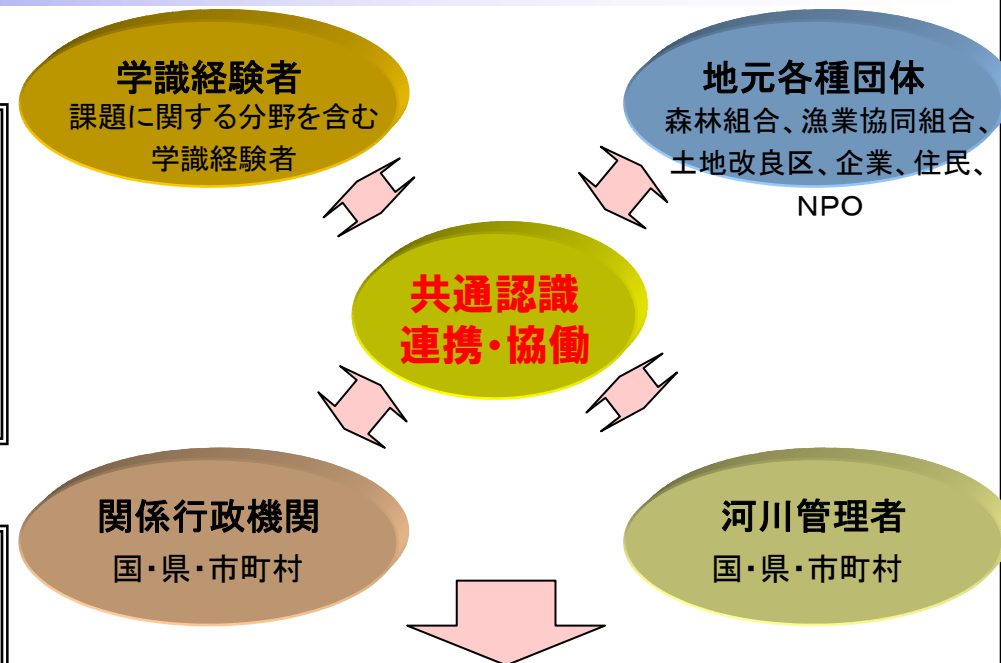 学識経験者
課題に関する分野を含む
学識経験者
地元各種団体
森林組合、漁業協同組合、
土地改良区、企業、住民、
NPO
共通認識
連携・協働
関係行政機関
国・県・市町村
河川管理者
国・県・市町村